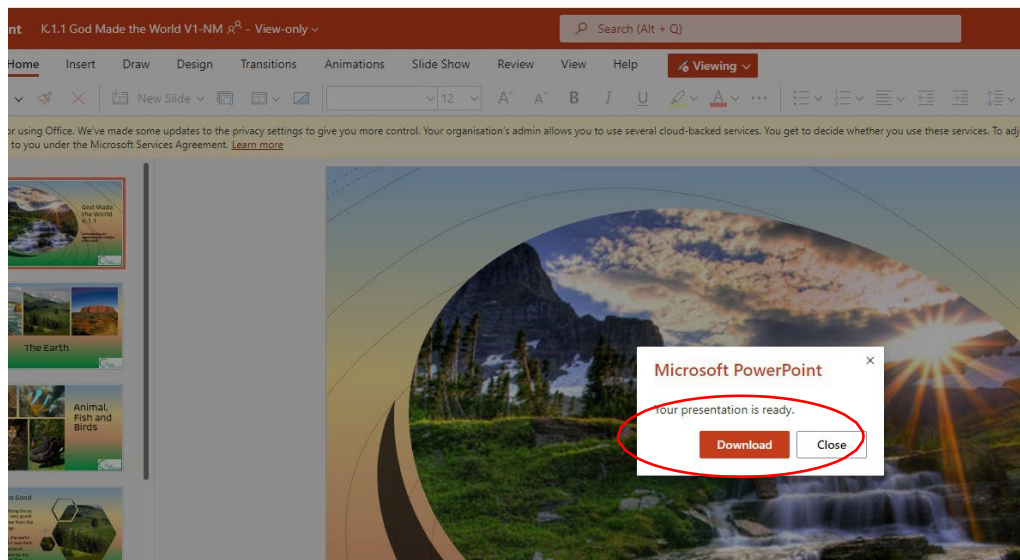 nt K.1.1 God Made the World V1-NM - View-only Search (Alt + Q)
Home Insert Draw Design Transitions Animations Slide Show Review View Help Viewing
New Slide 12 A A B I U A ...
or using Office. We've made some updates to the privacy settings to give you more control. Your organisation's admin allows you to use several cloud-backed services. You get to decide whether you use these services. To adj
to you under the Microsoft Services Agreement. Learn more
God Made
the World
K.1.1
The Earth
Animal,
Fish and
Birds
is Good
Microsoft PowerPoint
Your presentation is ready.
Download Close